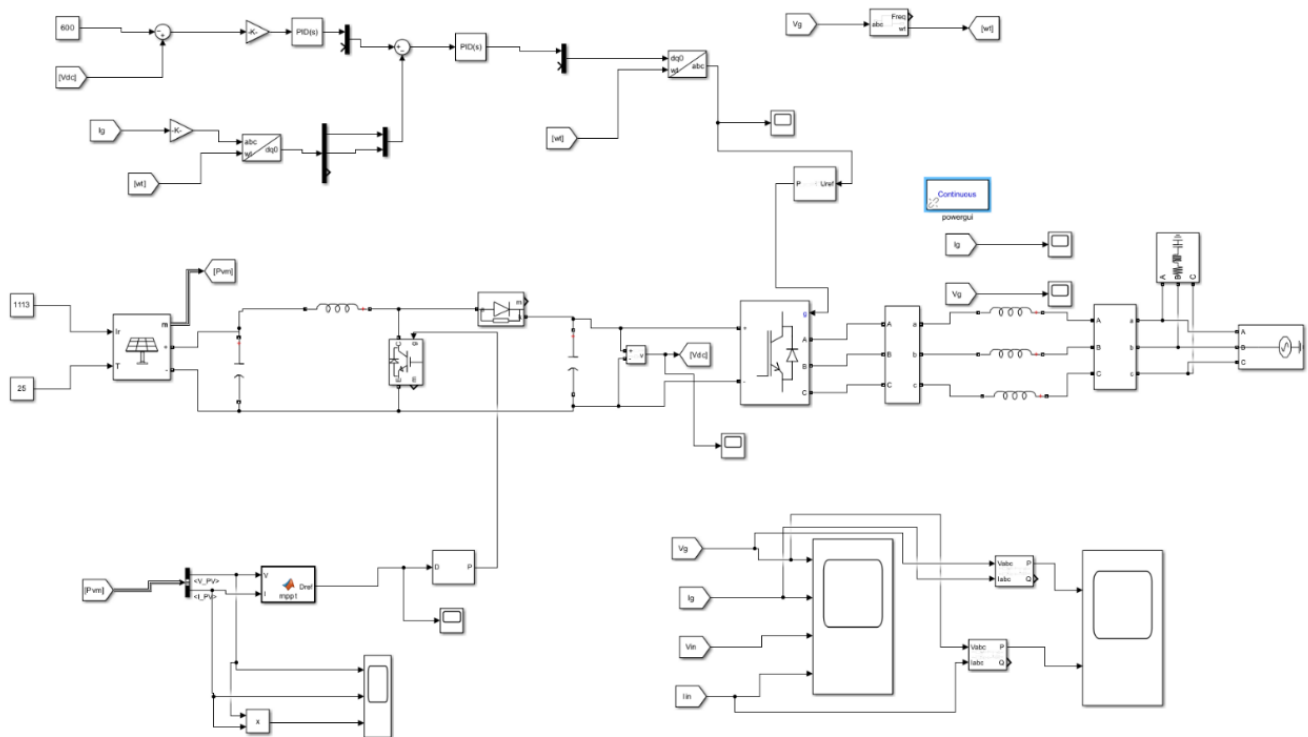 600
-K-
PID(s)
PID(s)
[Vdc]
Vg
abc
Freq
wt
[wt]
dq0
wt
abc
Ig
-K-
abc
wt
dq0
[wt]
[wt]
P
Uref
Continuous
powergui
Ig
Vg
[Pvm]
1113
25
Ir
T
m
+
-
m
C
g
E
+
-
v
[Vdc]
g
+
-
A
B
C
A
B
C
a
b
c
A
B
C
a
b
c
A
B
C
A
B
C
[Pvm]
<V_PV>
<I_PV>
V
I
Dref
mppt
D
P
x
Vg
Ig
Vin
Iin
Vabc
Iabc
P
Q
Vabc
Iabc
P
Q